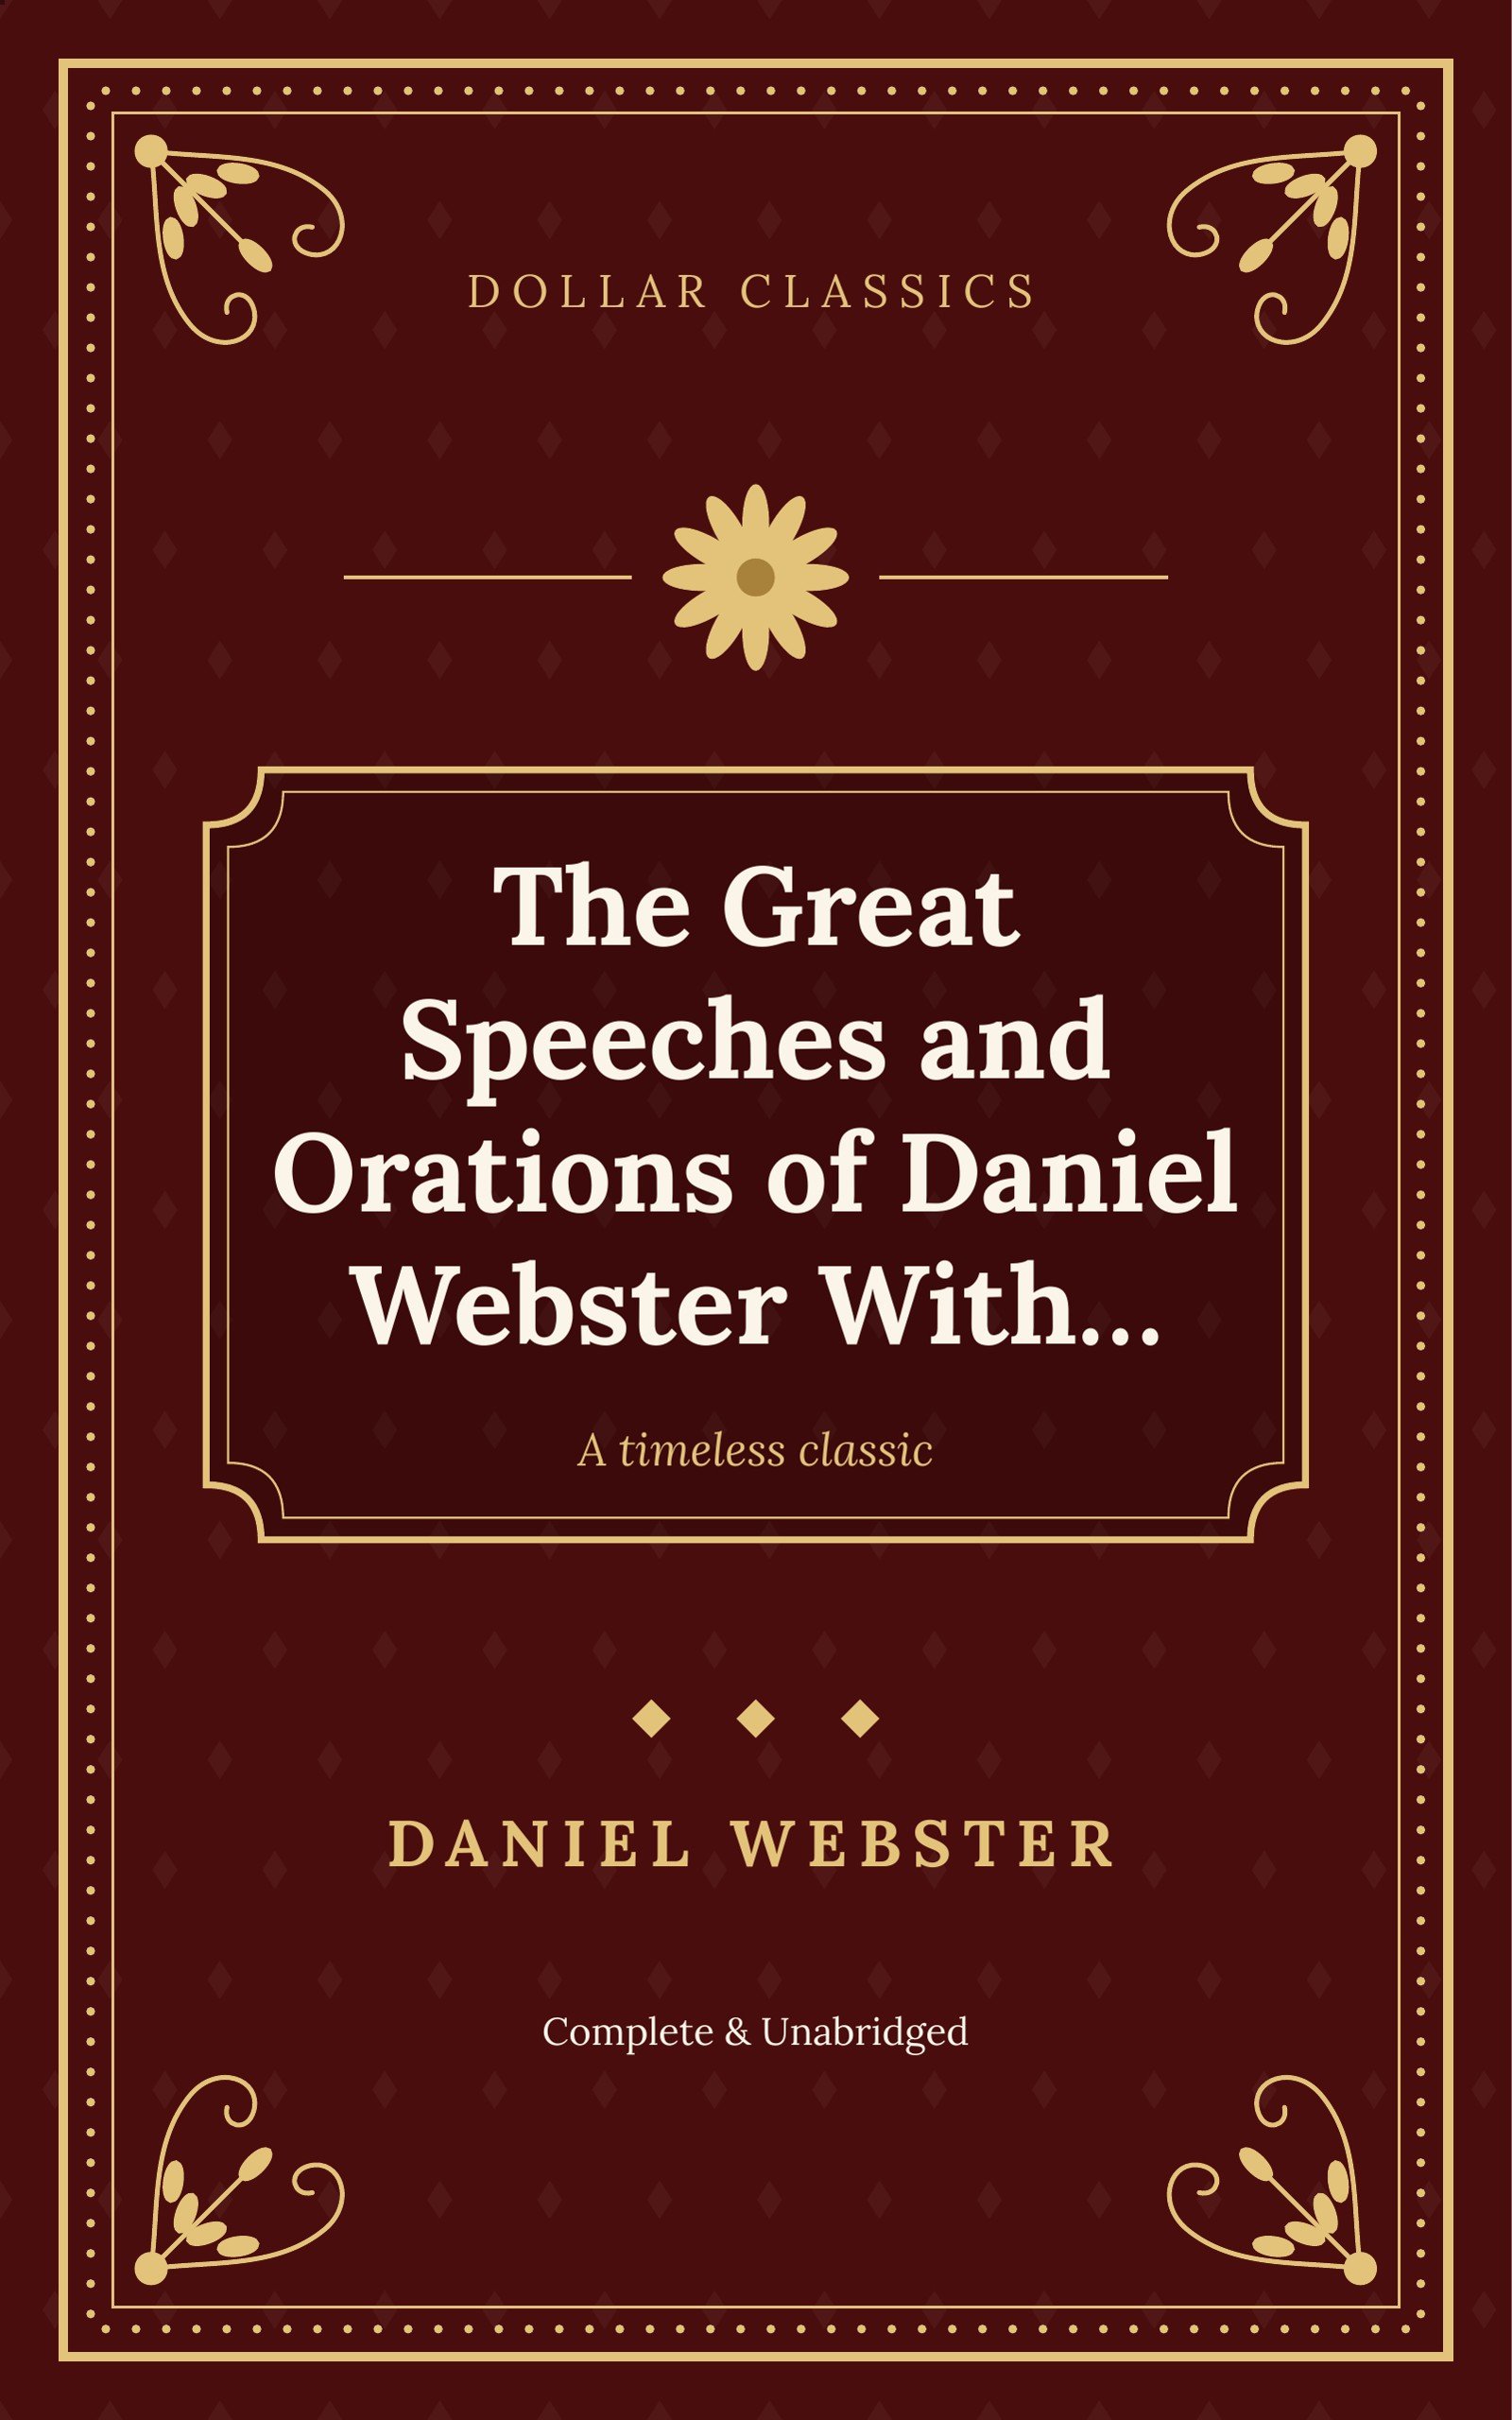 DOLLAR CLASSICS
The Great
Speeches and
Orations of Daniel
Webster With...
A timeless classic
DANIEL WEBSTER
Complete & Unabridged